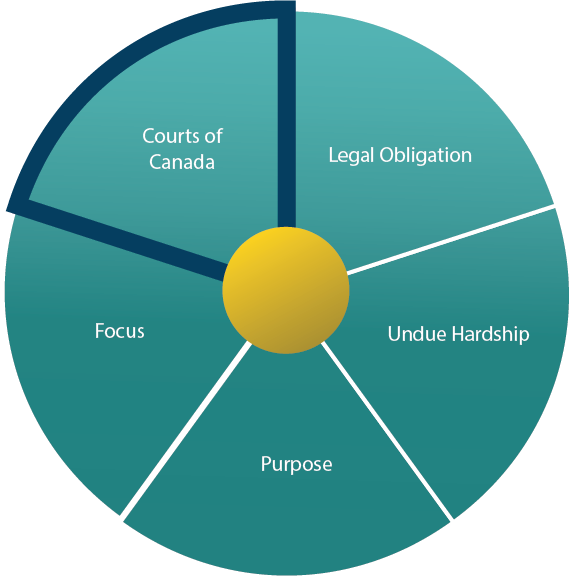 Courts of
Canada
Legal Obligation
Focus
Undue Hardship
Purpose